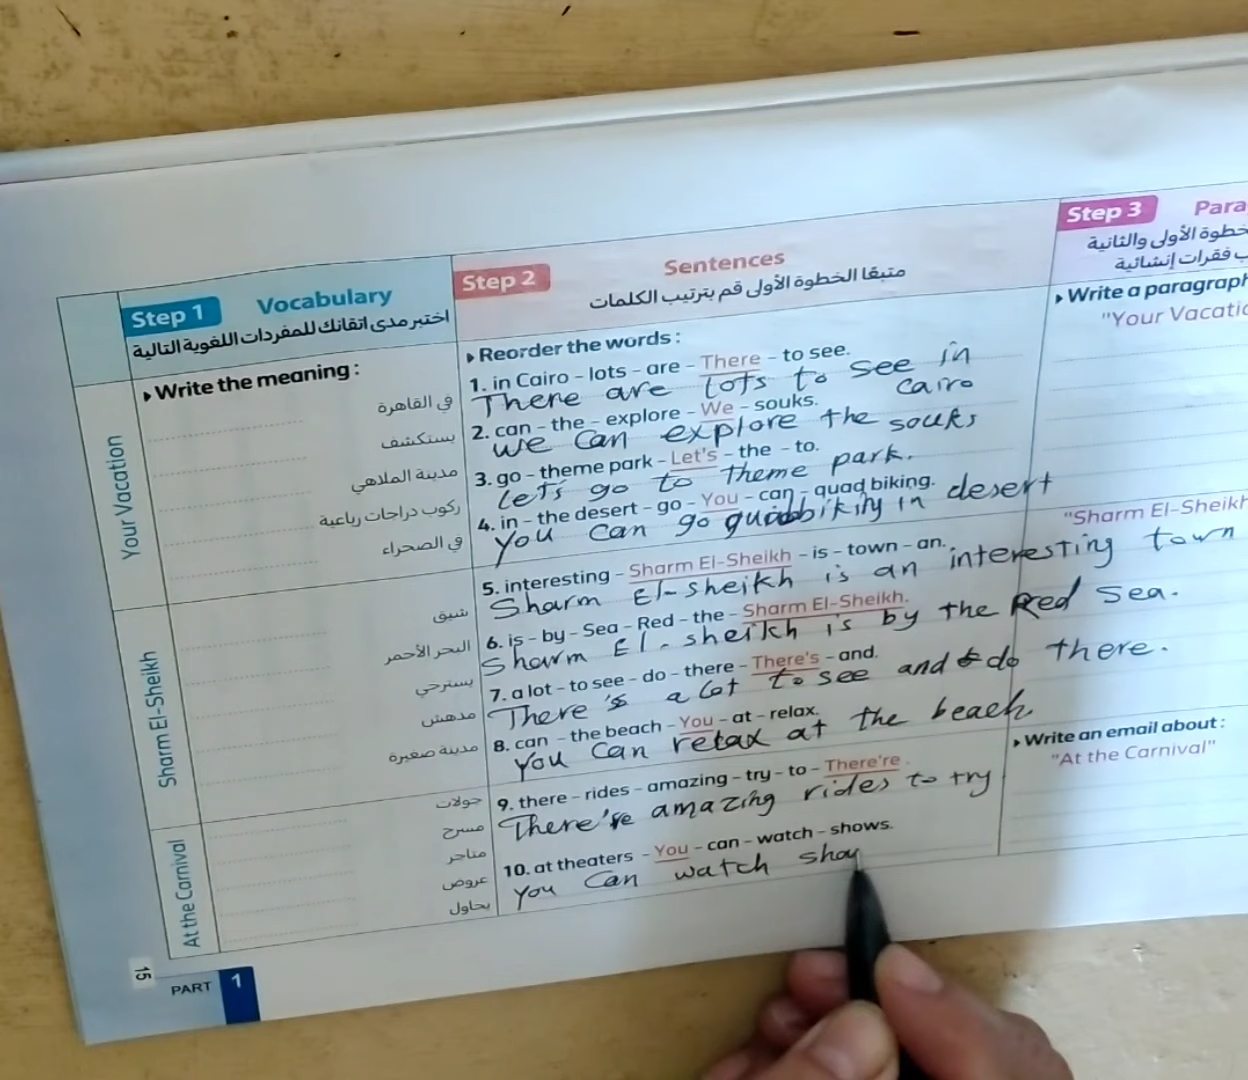 Step 1 Vocabulary
اختبر مدى اتقانك للمفردات اللغوية التالية
Write the meaning :
Your Vacation
في القاهرة
يستكشف
مدينة الملاهي
ركوب دراجات رباعية
في الصحراء
Sharm El-Sheikh
شيق
البحر الأحمر
يسترخي
مدهش
مدينة صغيرة
At the Carnival
جولات
مسرح
متاجر
عروض
يحاول
Step 2 Sentences
متبعًا الخطوة الأولى قم بترتيب الكلمات
Reorder the words :
1. in Cairo – lots – are – There – to see.
There are lots to see in
Cairo
2. can – the – explore – We – souks.
we can explore the souks
3. go – theme park – Let's – the – to.
Let's go to theme park.
4. in – the desert – go – You – can – quad biking.
You can go quadbiking in desert
5. interesting – Sharm El-Sheikh – is – town – an.
Sharm El-sheikh is an interesting town
6. is – by – Sea – Red – the – Sharm El-Sheikh.
Sharm El-sheikh is by the Red Sea.
7. a lot – to see – do – there – There's – and.
There's a lot to see and do there.
8. can – the beach – You – at – relax.
You can relax at the beach.
9. there – rides – amazing – try – to – There're .
There're amazing rides to try
10. at theaters – You – can – watch – shows.
You can watch show
Step 3 Para
خطوة الأولى والثانية
ب فقرات إنشائية
Write a paragraph
"Your Vacatio
"Sharm El-Sheikh
Write an email about :
"At the Carnival"
15
PART 1